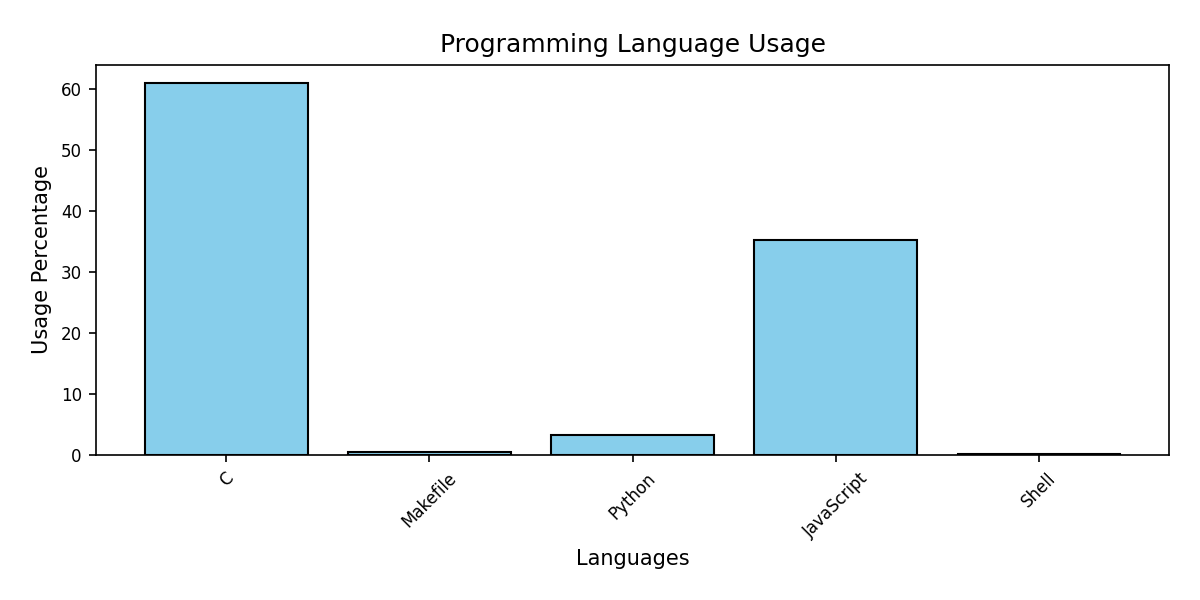 Programming Language Usage
Usage Percentage
60
50
40
30
20
10
0
C
Makefile
Python
JavaScript
Shell
Languages